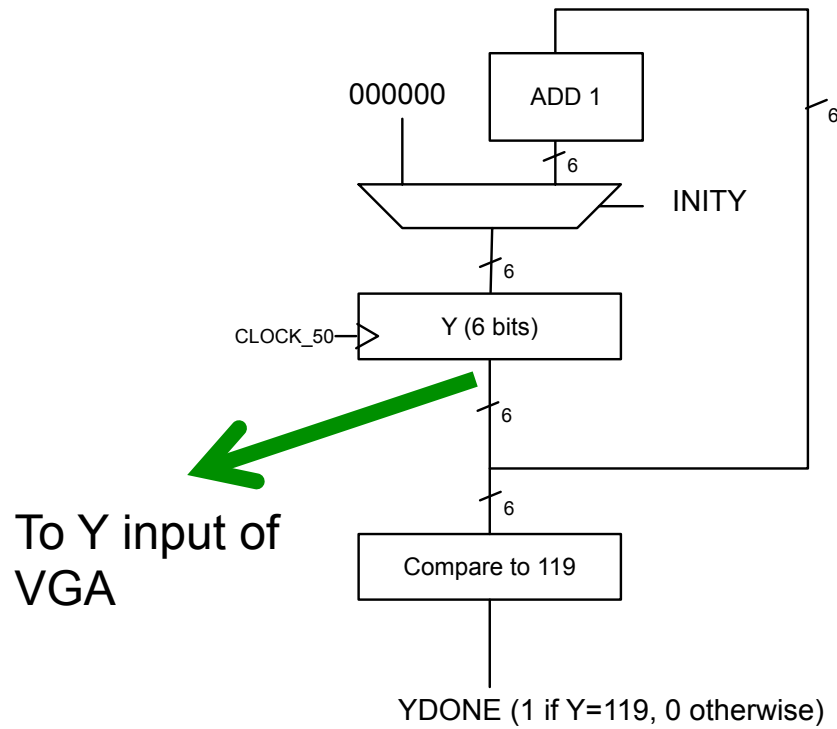 000000
ADD 1
6
6
INITY
6
Y (6 bits)
CLOCK_50
6
6
To Y input of
VGA
Compare to 119
YDONE (1 if Y=119, 0 otherwise)